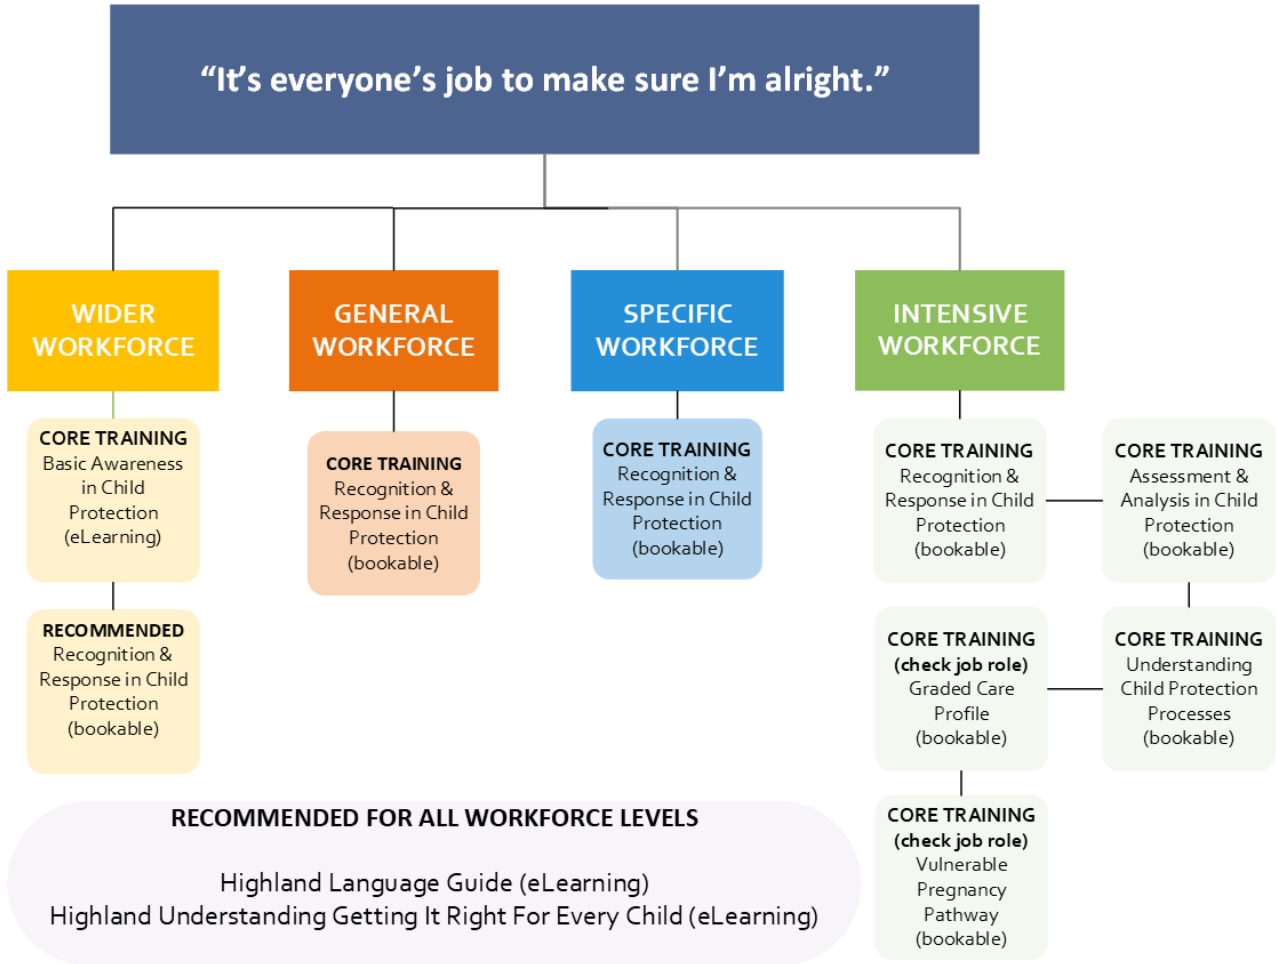 “It’s everyone’s job to make sure I’m alright.”
WIDER
WORKFORCE
GENERAL
WORKFORCE
SPECIFIC
WORKFORCE
INTENSIVE
WORKFORCE
CORE TRAINING
Basic Awareness
in Child
Protection
(eLearning)
RECOMMENDED
Recognition &
Response in Child
Protection
(bookable)
CORE TRAINING
Recognition &
Response in Child
Protection
(bookable)
CORE TRAINING
Recognition &
Response in Child
Protection
(bookable)
CORE TRAINING
Recognition &
Response in Child
Protection
(bookable)
CORE TRAINING
Assessment &
Analysis in Child
Protection
(bookable)
CORE TRAINING
Understanding
Child Protection
Processes
(bookable)
CORE TRAINING
(check job role)
Graded Care
Profile
(bookable)
CORE TRAINING
(check job role)
Vulnerable
Pregnancy
Pathway
(bookable)
RECOMMENDED FOR ALL WORKFORCE LEVELS
Highland Language Guide (eLearning)
Highland Understanding Getting It Right For Every Child (eLearning)